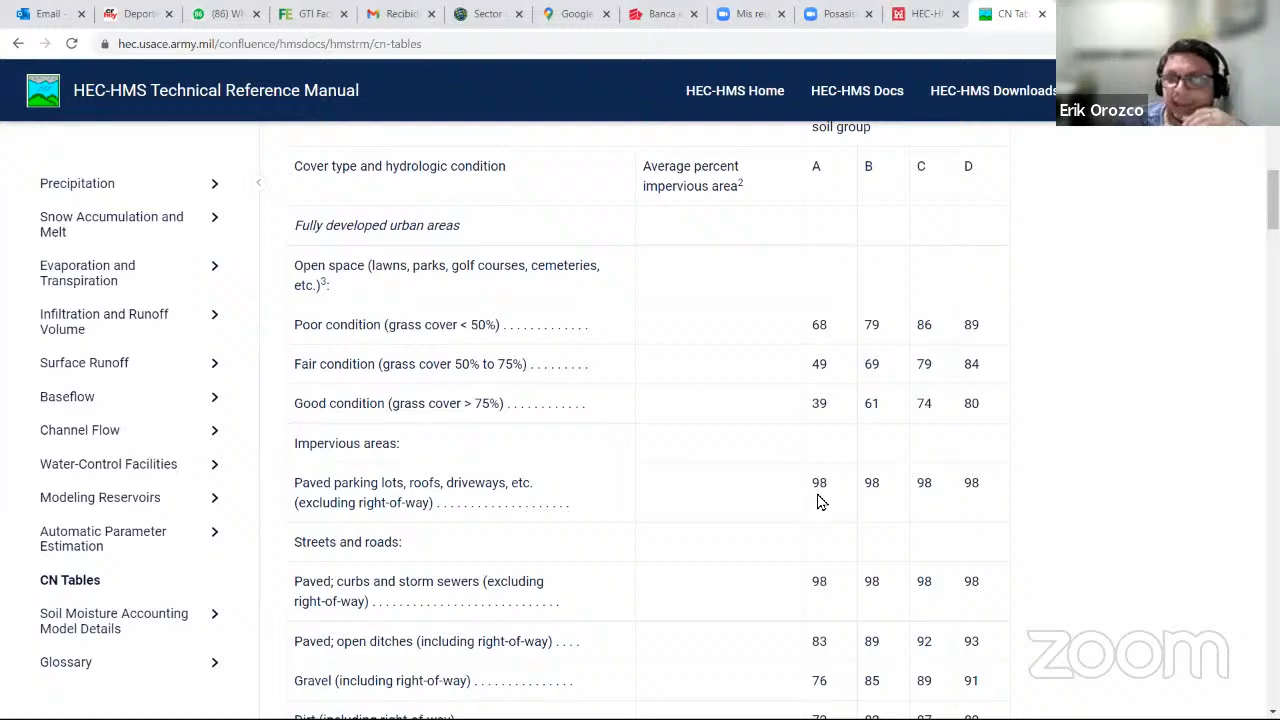 Email
Deport
(86) W
GTI Fac
Recibid
Sector
Google
Banca e
Mis re
Posasis
HEC-H
CN Tab
hec.usace.army.mil/confluence/hmsdocs/hmstrm/cn-tables
HEC-HMS Technical Reference Manual
HEC-HMS Home
HEC-HMS Docs
HEC-HMS Downloads
Erik Orozco
Precipitation
Snow Accumulation and
Melt
Evaporation and
Transpiration
Infiltration and Runoff
Volume
Surface Runoff
Baseflow
Channel Flow
Water-Control Facilities
Modeling Reservoirs
Automatic Parameter
Estimation
CN Tables
Soil Moisture Accounting
Model Details
Glossary
soil group
Cover type and hydrologic condition Average percent A B C D
impervious area2
Fully developed urban areas
Open space (lawns, parks, golf courses, cemeteries,
etc.)3:
Poor condition (grass cover < 50%) . . . . . . . . . . . . . 68 79 86 89
Fair condition (grass cover 50% to 75%) . . . . . . . . . 49 69 79 84
Good condition (grass cover > 75%) . . . . . . . . . . . . 39 61 74 80
Impervious areas:
Paved parking lots, roofs, driveways, etc. 98 98 98 98
(excluding right-of-way) . . . . . . . . . . . . . . . . . . . .
Streets and roads:
Paved; curbs and storm sewers (excluding 98 98 98 98
right-of-way) . . . . . . . . . . . . . . . . . . . . . . . . . . . .
Paved; open ditches (including right-of-way) . . . . 83 89 92 93
Gravel (including right-of-way) . . . . . . . . . . . . . . . 76 85 89 91
Dirt (including right-of-way)
zoom